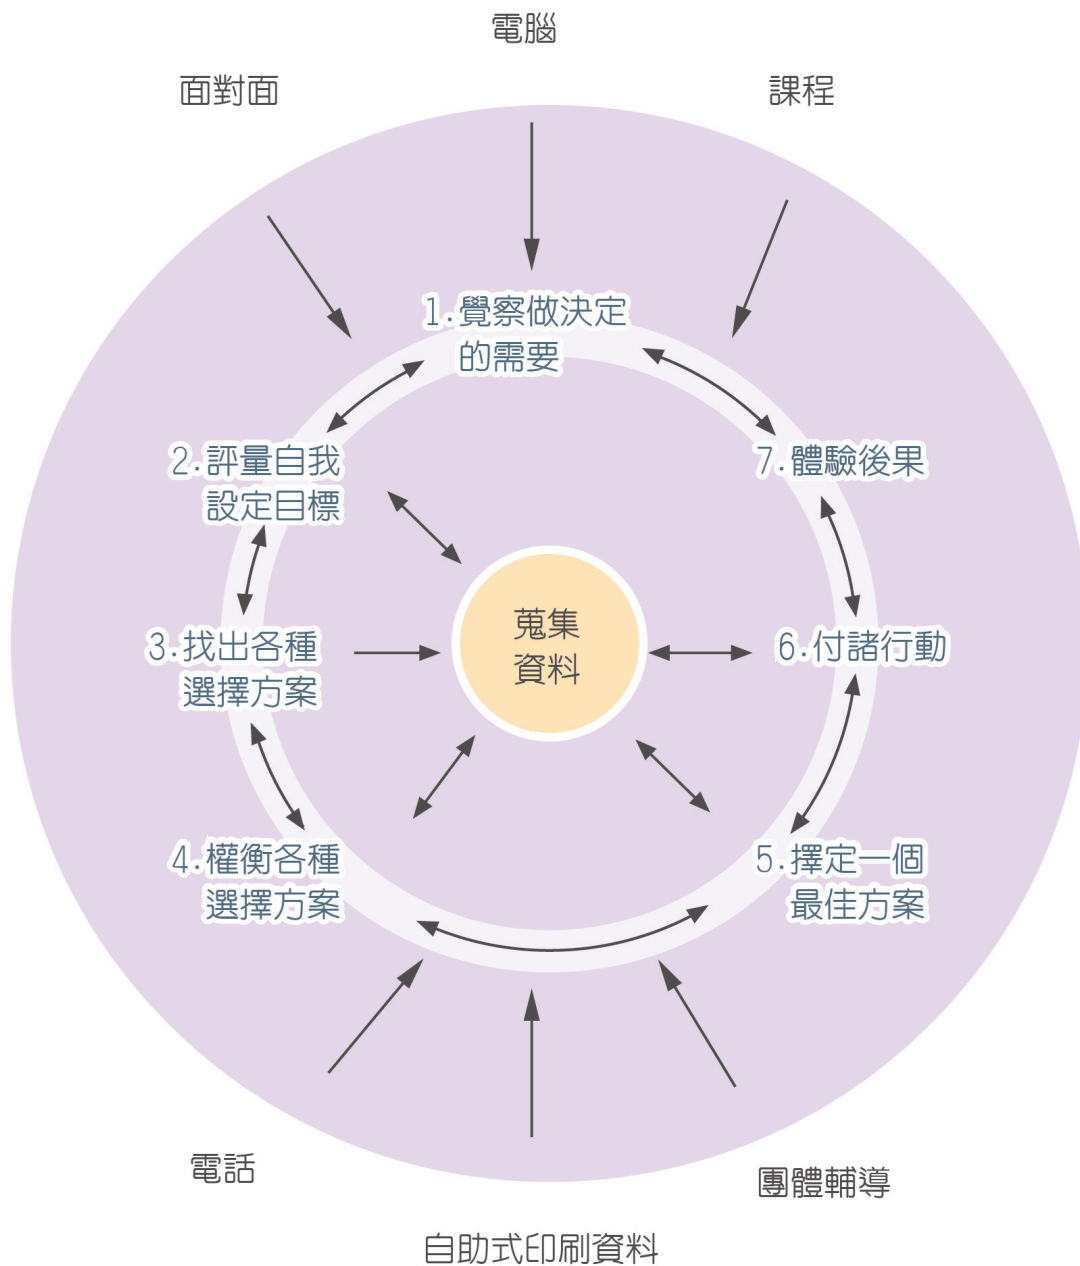 電腦
面對面
課程
1.覺察做決定
的需要
2.評量自我
設定目標
7.體驗後果
蒐集
資料
3.找出各種
選擇方案
6.付諸行動
4.權衡各種
選擇方案
5.擇定一個
最佳方案
電話
團體輔導
自助式印刷資料